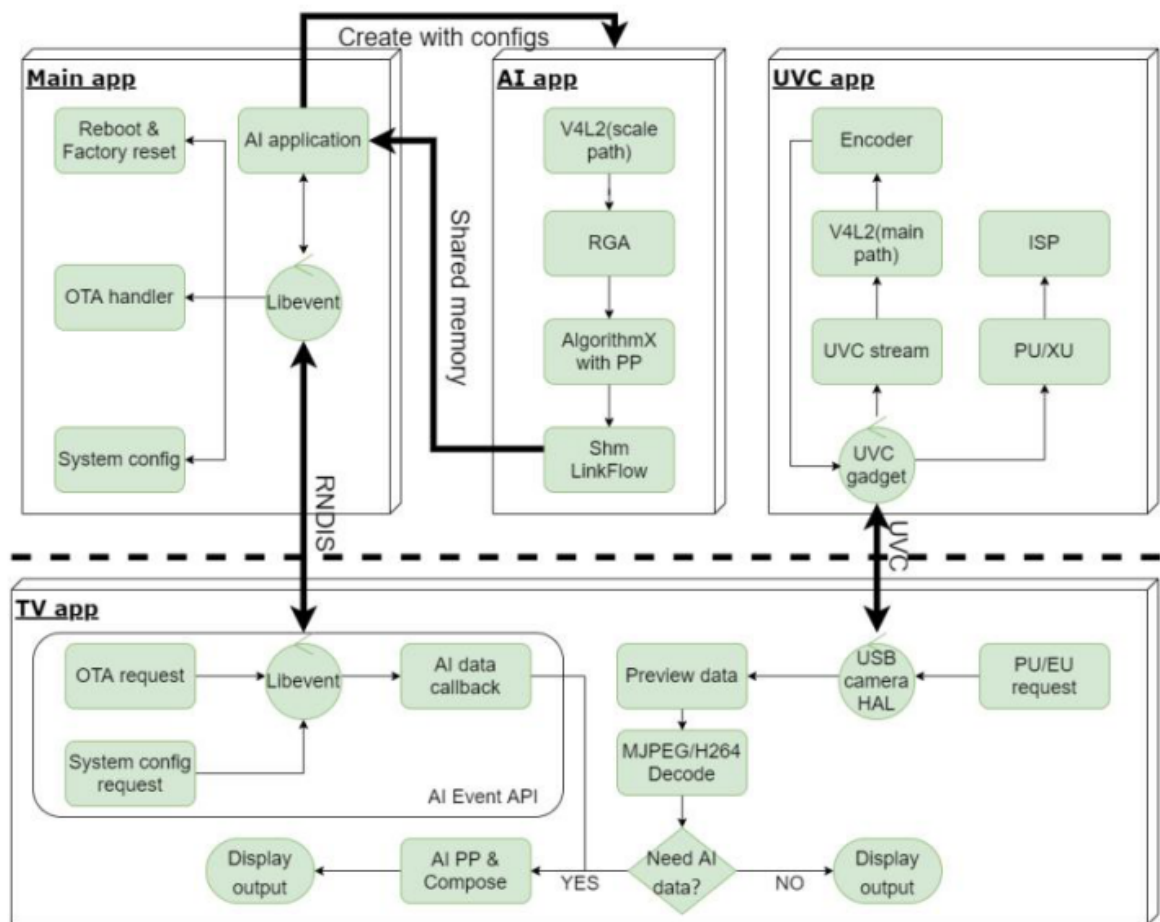 Create with configs
Main app
Reboot &
Factory reset
AI application
OTA handler
Libevent
System config
RNDIS
Shared memory
AI app
V4L2(scale
path)
RGA
AlgorithmX
with PP
Shm
LinkFlow
UVC app
Encoder
V4L2(main
path)
ISP
UVC stream
PU/XU
UVC
gadget
UVC
TV app
OTA request
Libevent
AI data
callback
System config
request
AI Event API
Preview data
USB
camera
HAL
PU/EU
request
MJPEG/H264
Decode
Display
output
AI PP &
Compose
YES
Need AI
data?
NO
Display
output